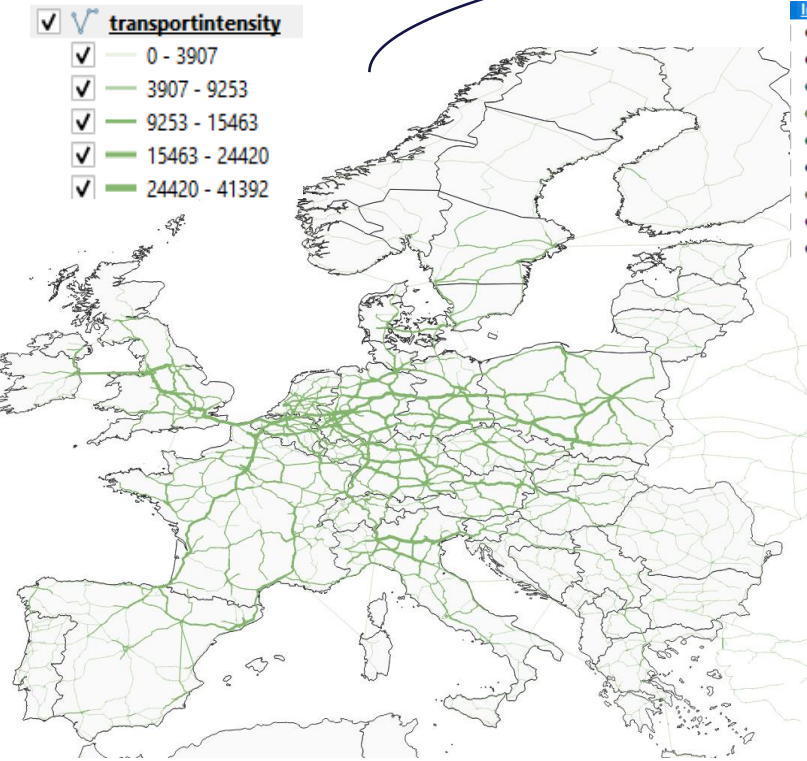 transportintensity
0 - 3907
3907 - 9253
9253 - 15463
15463 - 24420
24420 - 41392